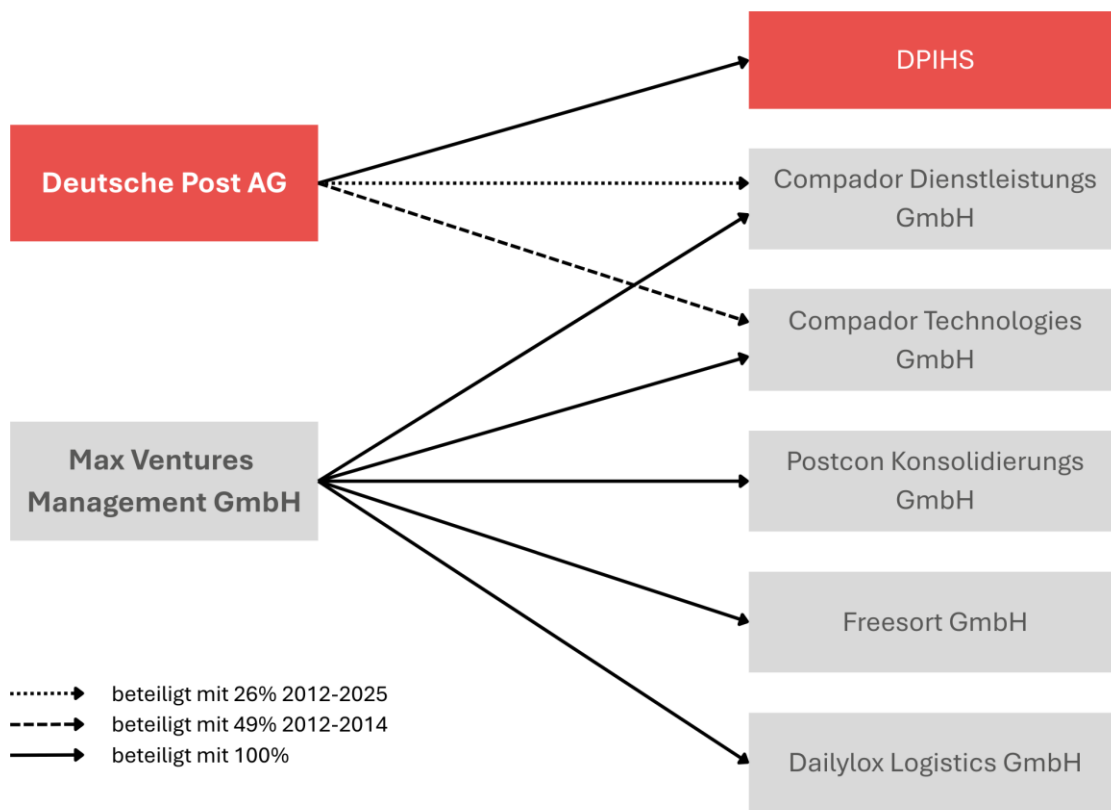 DPIHS
Deutsche Post AG
Compador Dienstleistungs
GmbH
Compador Technologies
GmbH
Max Ventures
Management GmbH
Postcon Konsolidierungs
GmbH
Freesort GmbH
Dailylox Logistics GmbH
beteiligt mit 26% 2012-2025
beteiligt mit 49% 2012-2014
beteiligt mit 100%